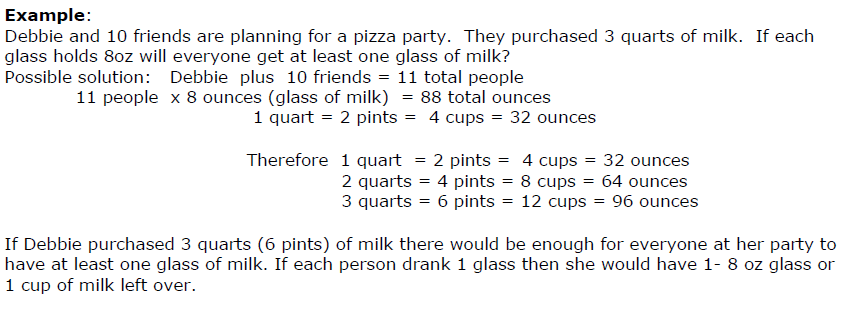 Example:
Debbie and 10 friends are planning for a pizza party. They purchased 3 quarts of milk. If each
glass holds 8oz will everyone get at least one glass of milk?
Possible solution: Debbie plus 10 friends = 11 total people
11 people x 8 ounces (glass of milk) = 88 total ounces
1 quart = 2 pints = 4 cups = 32 ounces
Therefore 1 quart = 2 pints = 4 cups = 32 ounces
2 quarts = 4 pints = 8 cups = 64 ounces
3 quarts = 6 pints = 12 cups = 96 ounces
If Debbie purchased 3 quarts (6 pints) of milk there would be enough for everyone at her party to
have at least one glass of milk. If each person drank 1 glass then she would have 1- 8 oz glass or
1 cup of milk left over.